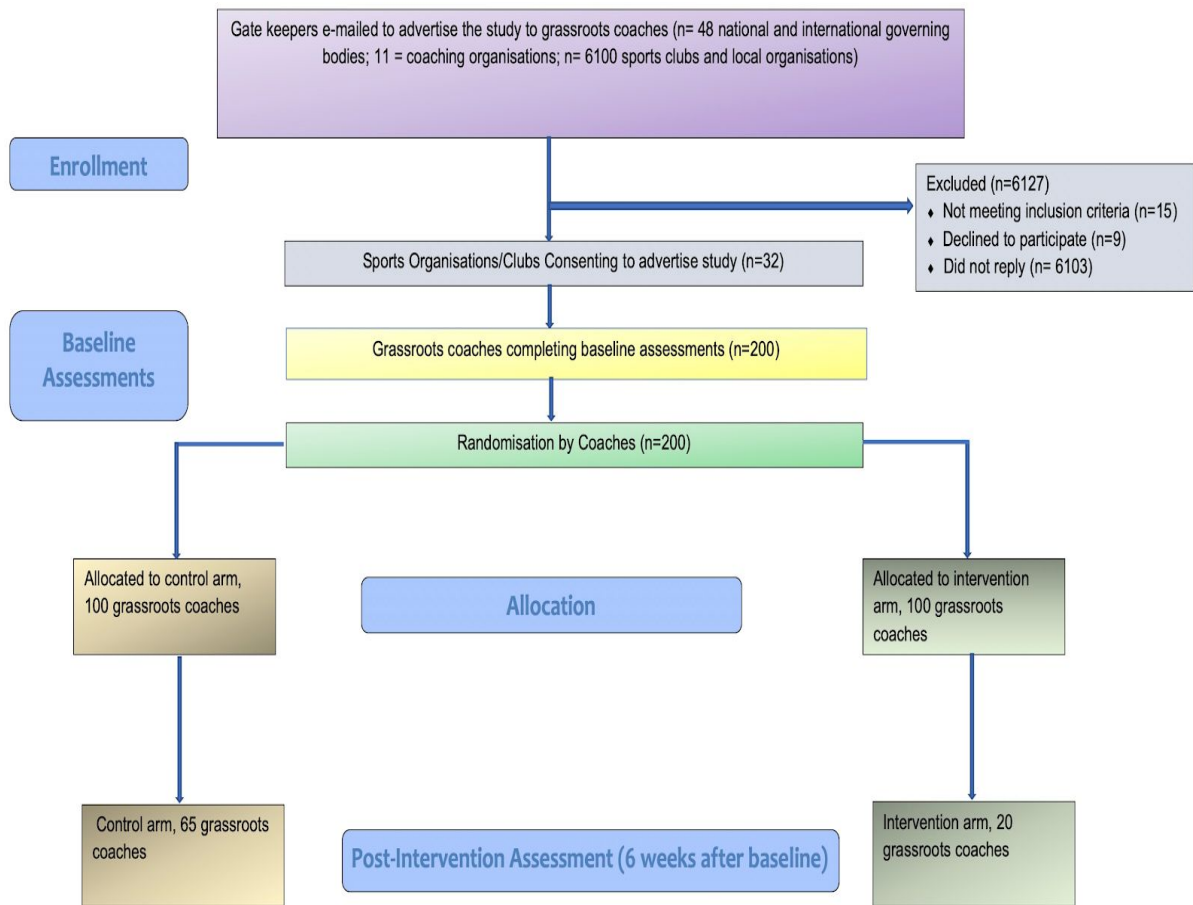 Gate keepers e-mailed to advertise the study to grassroots coaches (n= 48 national and international governing
bodies; 11 = coaching organisations; n= 6100 sports clubs and local organisations)
Enrollment
Excluded (n=6127)
♦ Not meeting inclusion criteria (n=15)
♦ Declined to participate (n=9)
♦ Did not reply (n= 6103)
Sports Organisations/Clubs Consenting to advertise study (n=32)
Baseline
Assessments
Grassroots coaches completing baseline assessments (n=200)
Randomisation by Coaches (n=200)
Allocated to control arm,
100 grassroots coaches
Allocation
Allocated to intervention
arm, 100 grassroots
coaches
Control arm, 65 grassroots
coaches
Post-Intervention Assessment (6 weeks after baseline)
Intervention arm, 20
grassroots coaches